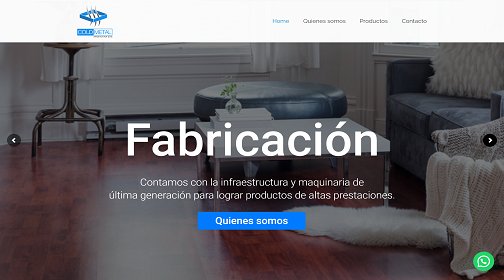 COLD METAL
Home
Quienes somos
Productos
Contacto
Fabricación
Contamos con la infraestructura y maquinaria de
última generación para lograr productos de altas prestaciones.
Quienes somos